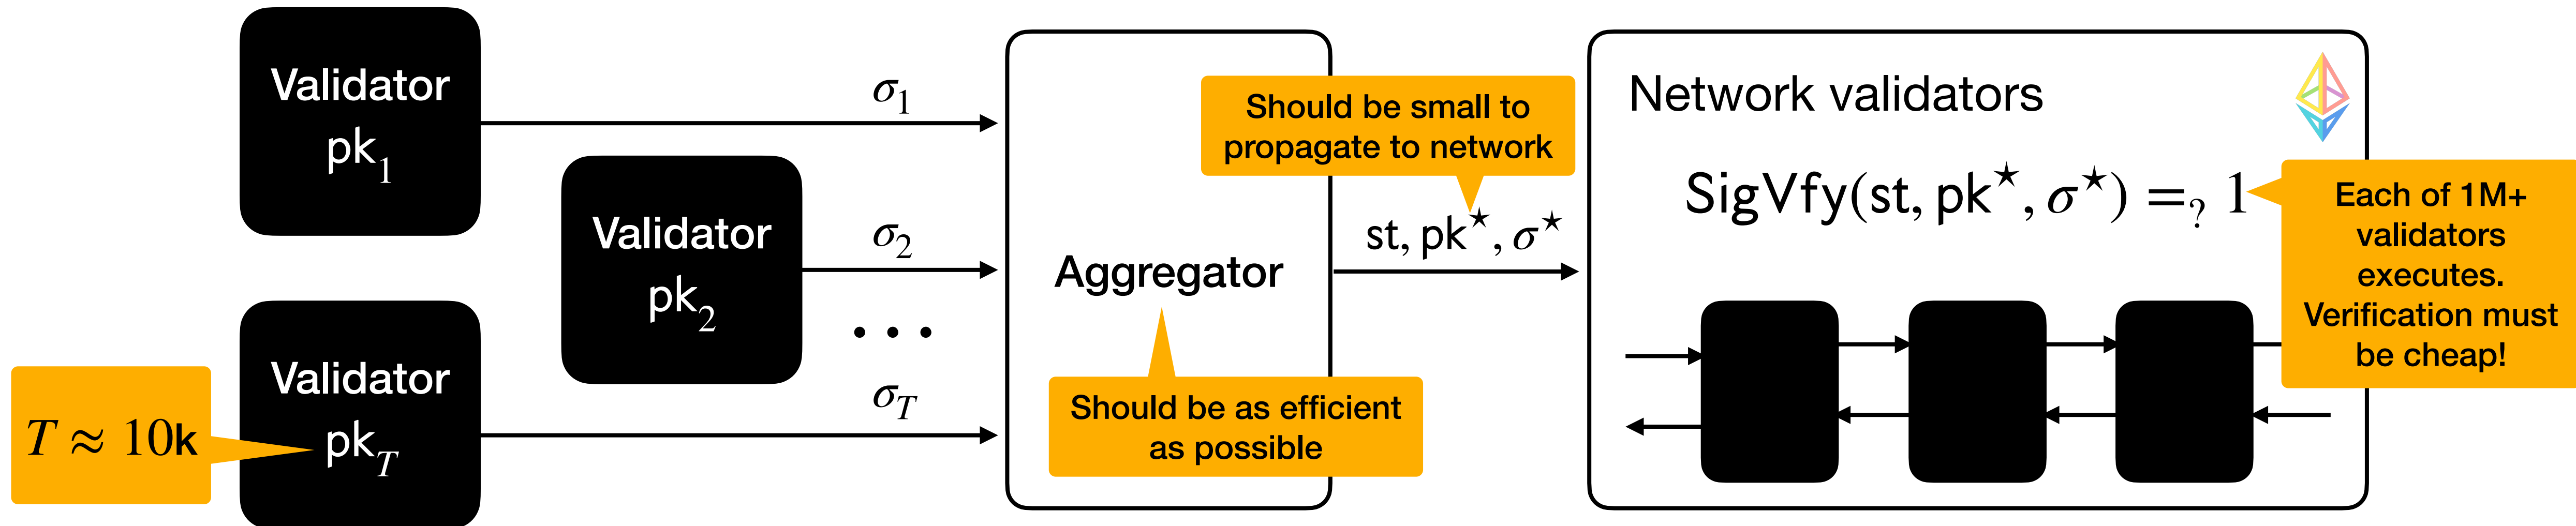 Validator
pk₁
σ₁
Validator
pk₂
σ₂
. . .
Validator
pk_T
σ_T
T ≈ 10k
Aggregator
Should be as efficient
as possible
Should be small to
propagate to network
st, pk★, σ★
Network validators
SigVfy(st, pk★, σ★) =? 1
Each of 1M+
validators
executes.
Verification must
be cheap!